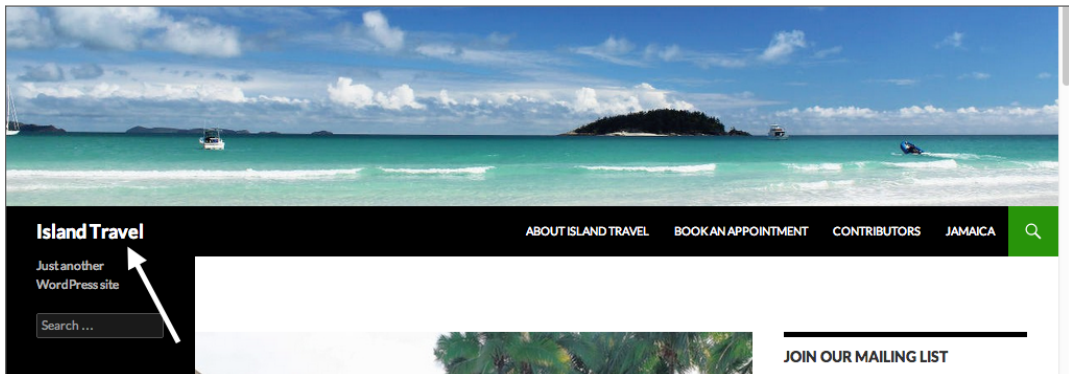 Island Travel
ABOUT ISLAND TRAVEL BOOK AN APPOINTMENT CONTRIBUTORS JAMAICA
Just another
WordPress site
Search ...
JOIN OUR MAILING LIST